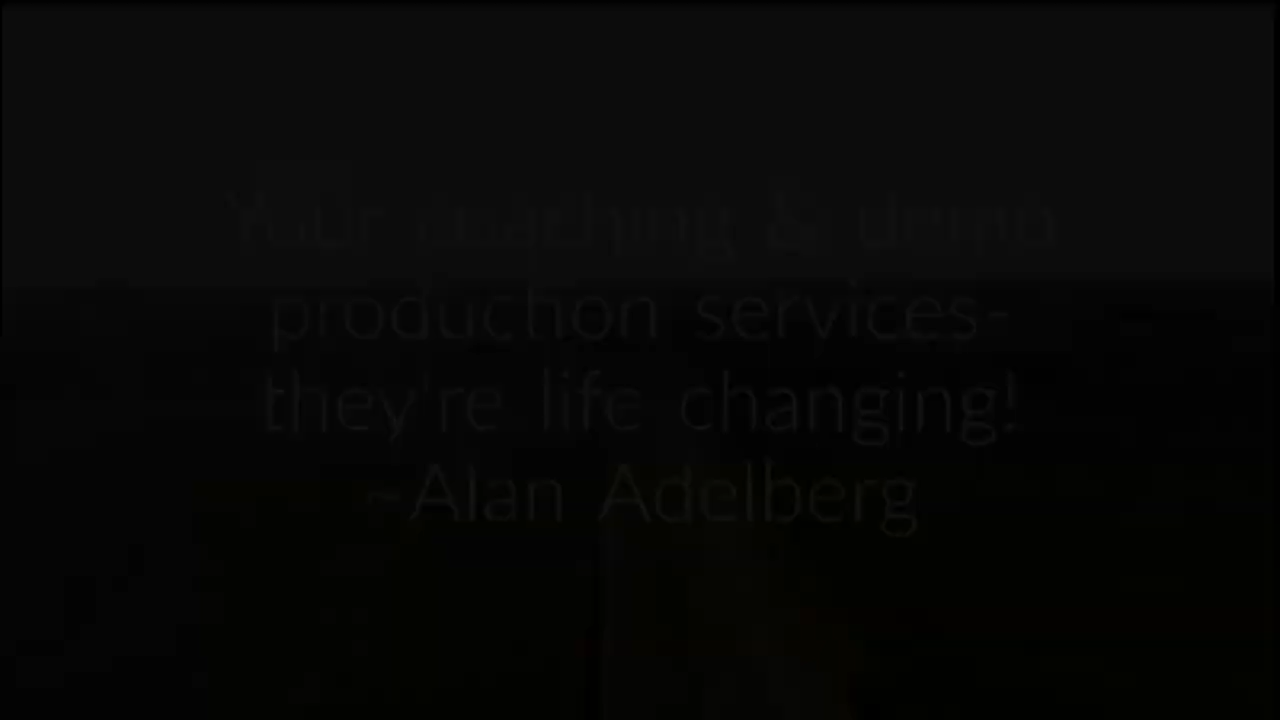 Your coaching & demo
production services-
they're life changing!
~Alan Adelberg